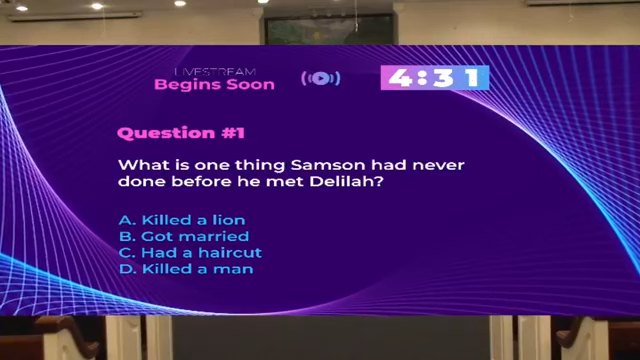 LIVESTREAM
Begins Soon
4:31
Question #1
What is one thing Samson had never
done before he met Delilah?
A. Killed a lion
B. Got married
C. Had a haircut
D. Killed a man